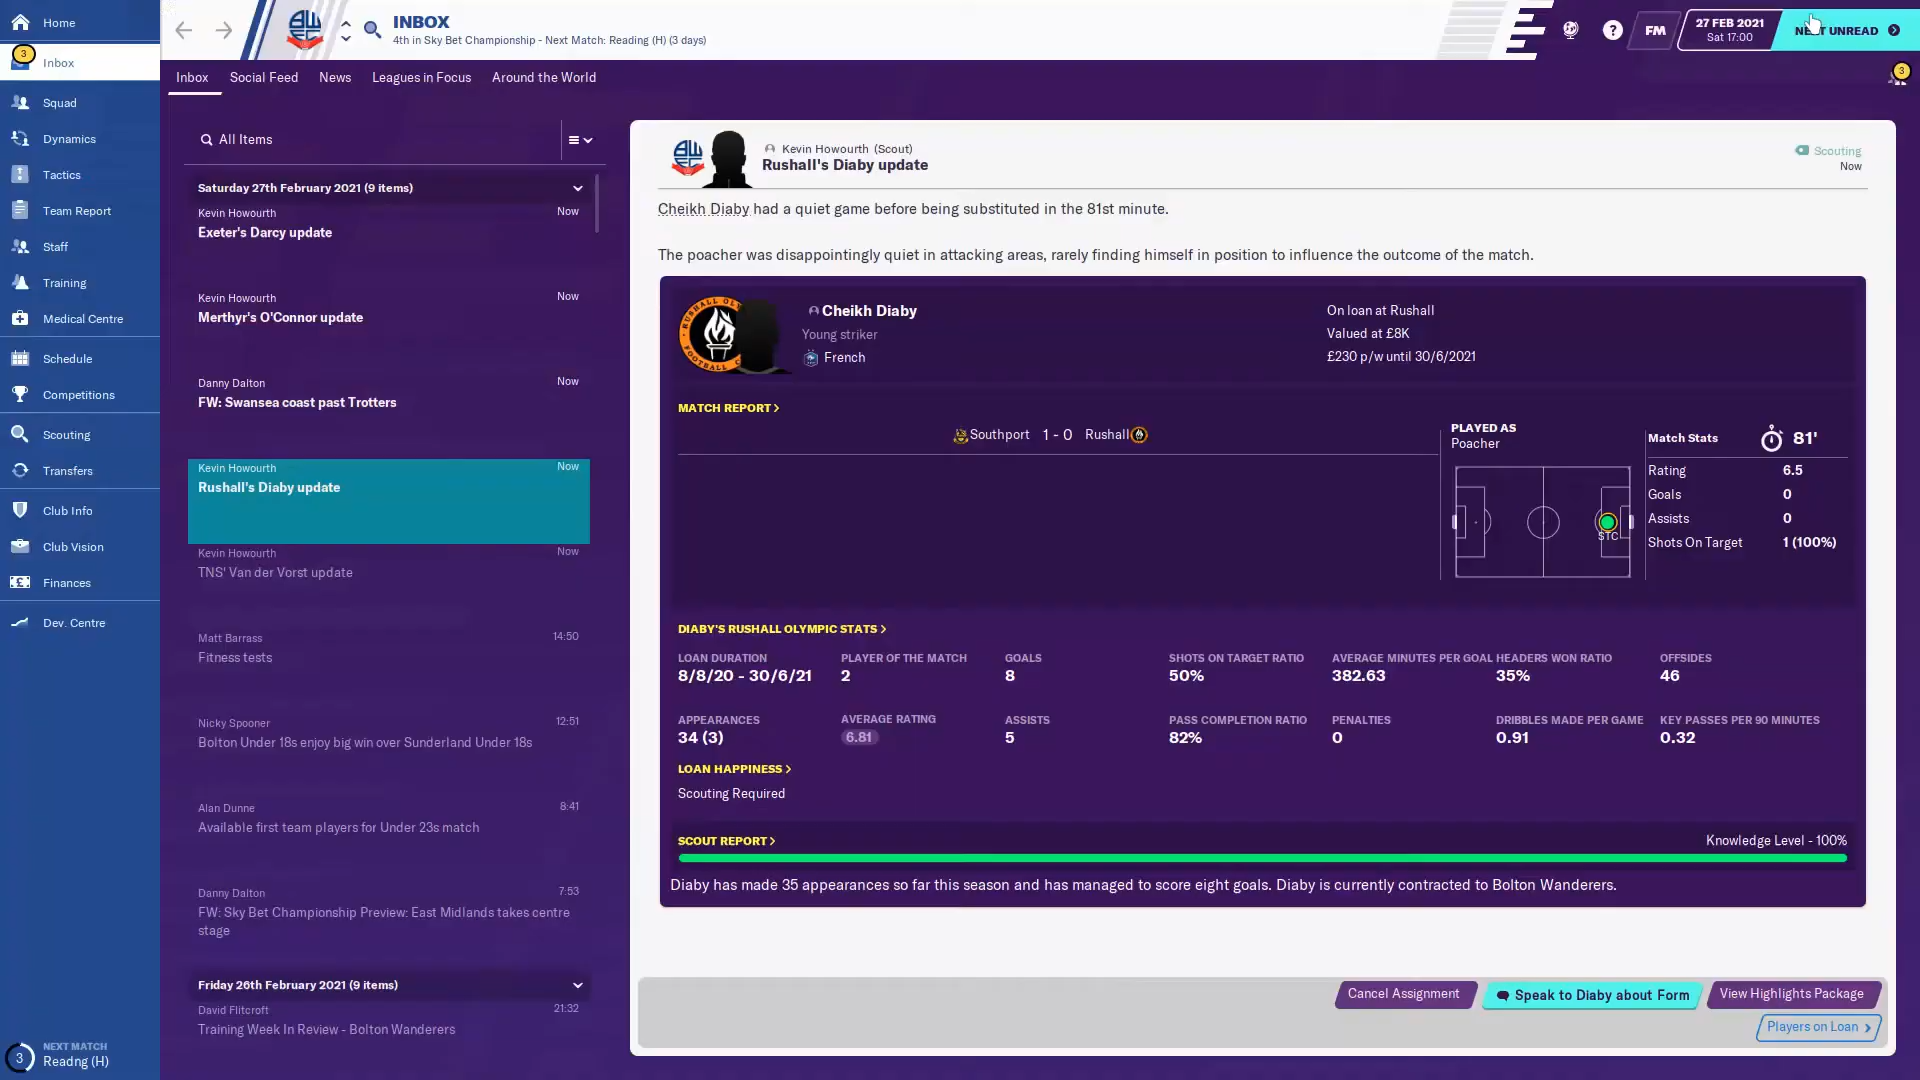 Home
3
Inbox
Squad
Dynamics
Tactics
Team Report
Staff
Training
Medical Centre
Schedule
Competitions
Scouting
Transfers
Club Info
Club Vision
Finances
Dev. Centre
3
NEXT MATCH
Readng (H)
INBOX
4th in Sky Bet Championship - Next Match: Reading (H) (3 days)
?
FM
27 FEB 2021
Sat 17:00
UNREAD
3
Inbox
Social Feed
News
Leagues in Focus
Around the World
All Items
Saturday 27th February 2021 (9 items)
Kevin Howourth Now
Exeter's Darcy update
Kevin Howourth Now
Merthyr's O'Connor update
Danny Dalton Now
FW: Swansea coast past Trotters
Kevin Howourth Now
Rushall's Diaby update
Kevin Howourth Now
TNS' Van der Vorst update
Matt Barrass 14:50
Fitness tests
Nicky Spooner 12:51
Bolton Under 18s enjoy big win over Sunderland Under 18s
Alan Dunne 8:41
Available first team players for Under 23s match
Danny Dalton 7:53
FW: Sky Bet Championship Preview: East Midlands takes centre
stage
Friday 26th February 2021 (9 items)
David Flitcroft 21:32
Training Week In Review - Bolton Wanderers
Kevin Howourth (Scout)
Rushall's Diaby update
Scouting
Now
Cheikh Diaby had a quiet game before being substituted in the 81st minute.
The poacher was disappointingly quiet in attacking areas, rarely finding himself in position to influence the outcome of the match.
Cheikh Diaby
Young striker
French
On loan at Rushall
Valued at £8K
£230 p/w until 30/6/2021
MATCH REPORT >
Southport 1 - 0 Rushall
PLAYED AS
Poacher
STC
Match Stats 81'
Rating 6.5
Goals 0
Assists 0
Shots On Target 1 (100%)
DIABY'S RUSHALL OLYMPIC STATS >
LOAN DURATION PLAYER OF THE MATCH GOALS SHOTS ON TARGET RATIO AVERAGE MINUTES PER GOAL HEADERS WON RATIO OFFSIDES
8/8/20 - 30/6/21 2 8 50% 382.63 35% 46
APPEARANCES AVERAGE RATING ASSISTS PASS COMPLETION RATIO PENALTIES DRIBBLES MADE PER GAME KEY PASSES PER 90 MINUTES
34 (3) 6.81 5 82% 0 0.91 0.32
LOAN HAPPINESS >
Scouting Required
SCOUT REPORT > Knowledge Level - 100%
Diaby has made 35 appearances so far this season and has managed to score eight goals. Diaby is currently contracted to Bolton Wanderers.
Cancel Assignment
Speak to Diaby about Form
View Highlights Package
Players on Loan >